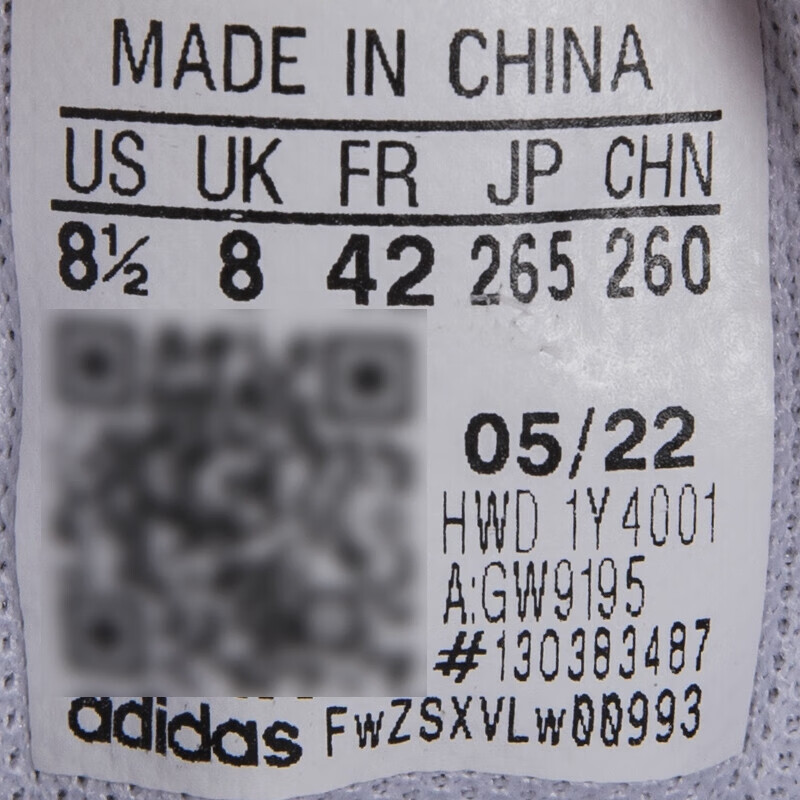 MADE IN CHINA
US UK FR JP CHN
8½ 8 42 265 260
05/22
HWD 1Y4001
A:GW9195
#130383487
adidas FwZSXVLw00993